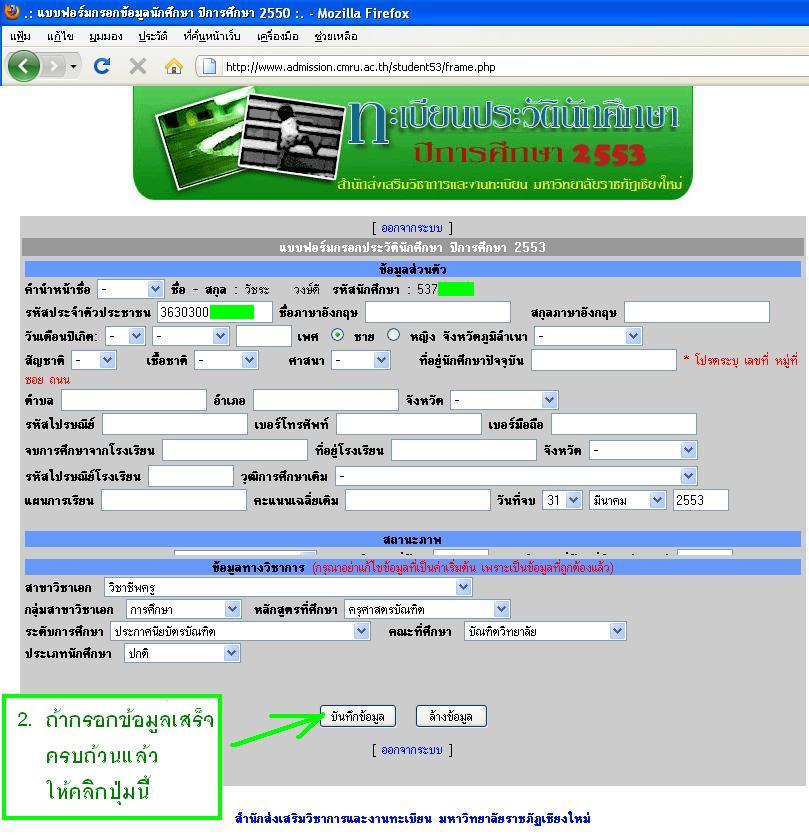 .: แบบฟอร์มกรอกข้อมูลนักศึกษา ปีการศึกษา 2550 :. - Mozilla Firefox
แฟ้ม แก้ไข มุมมอง ประวัติ ที่คั่นหน้าเว็บ เครื่องมือ ช่วยเหลือ
http://www.admission.cmru.ac.th/student53/frame.php
ทะเบียนประวัตินักศึกษา
ปีการศึกษา 2553
สำนักส่งเสริมวิชาการและงานทะเบียน มหาวิทยาลัยราชภัฏเชียงใหม่
[ ออกจากระบบ ]
แบบฟอร์มกรอกประวัตินักศึกษา ปีการศึกษา 2553
ข้อมูลส่วนตัว
คำนำหน้าชื่อ - ชื่อ - สกุล : วัชระ วงษ์ดี รหัสนักศึกษา : 537
รหัสประจำตัวประชาชน 3630300 ชื่อภาษาอังกฤษ สกุลภาษาอังกฤษ
วันเดือนปีเกิด: - - เพศ ชาย หญิง จังหวัดภูมิลำเนา -
สัญชาติ - เชื้อชาติ - ศาสนา - ที่อยู่นักศึกษาปัจจุบัน * โปรดระบุ เลขที่ หมู่ที่
ซอย ถนน
ตำบล อำเภอ จังหวัด -
รหัสไปรษณีย์ เบอร์โทรศัพท์ เบอร์มือถือ
จบการศึกษาจากโรงเรียน ที่อยู่โรงเรียน จังหวัด -
รหัสไปรษณีย์โรงเรียน วุฒิการศึกษาเดิม -
แผนการเรียน คะแนนเฉลี่ยเดิม วันที่จบ 31 มีนาคม 2553
สถานะภาพ
ข้อมูลทางวิชาการ (กรุณาอย่าแก้ไขข้อมูลที่เป็นค่าเริ่มต้น เพราะเป็นข้อมูลที่ถูกต้องแล้ว)
สาขาวิชาเอก วิชาชีพครู
กลุ่มสาขาวิชาเอก การศึกษา หลักสูตรที่ศึกษา ครุศาสตรบัณฑิต
ระดับการศึกษา ประกาศนียบัตรบัณฑิต คณะที่ศึกษา บัณฑิตวิทยาลัย
ประเภทนักศึกษา ปกติ
2. ถ้ากรอกข้อมูลเสร็จ
ครบถ้วนแล้ว
ให้คลิกปุ่มนี้
บันทึกข้อมูล ล้างข้อมูล
[ ออกจากระบบ ]
สำนักส่งเสริมวิชาการและงานทะเบียน มหาวิทยาลัยราชภัฏเชียงใหม่